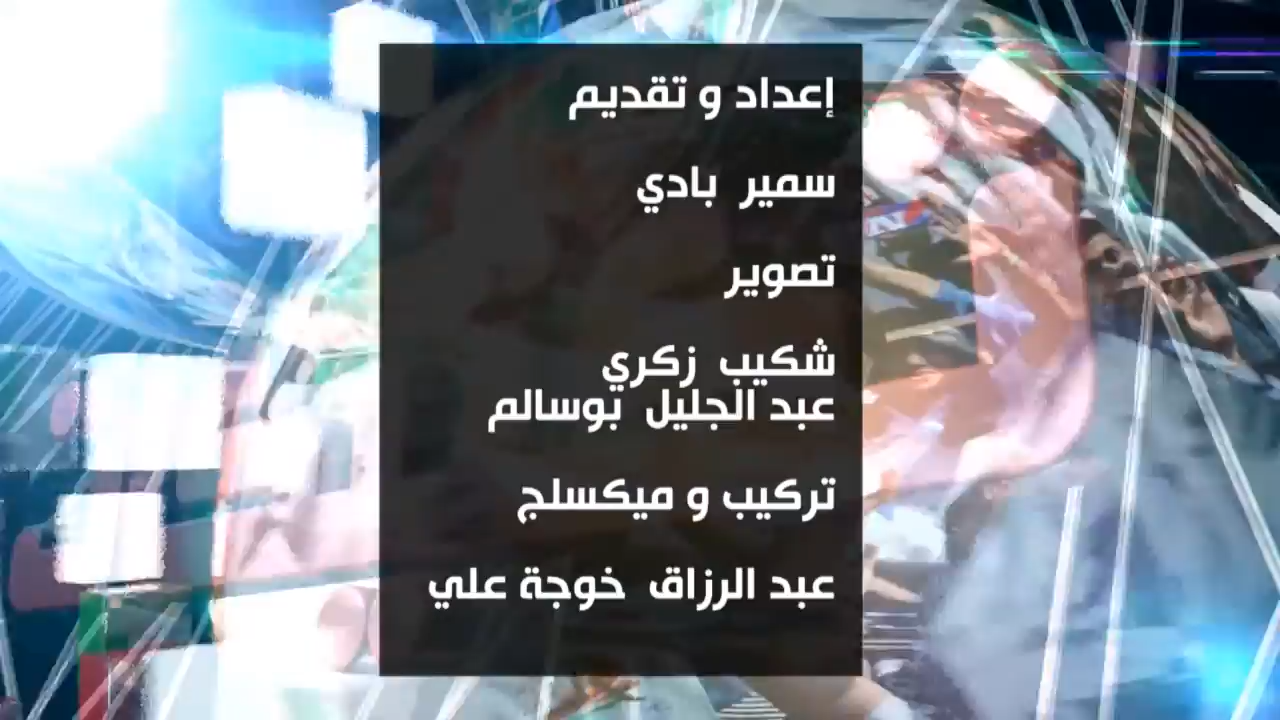 إعداد و تقديم
سمير بادي
تصوير
شكيب زكري
عبد الجليل بوسالم
تركيب و ميكسلج
عبد الرزاق خوجة علي